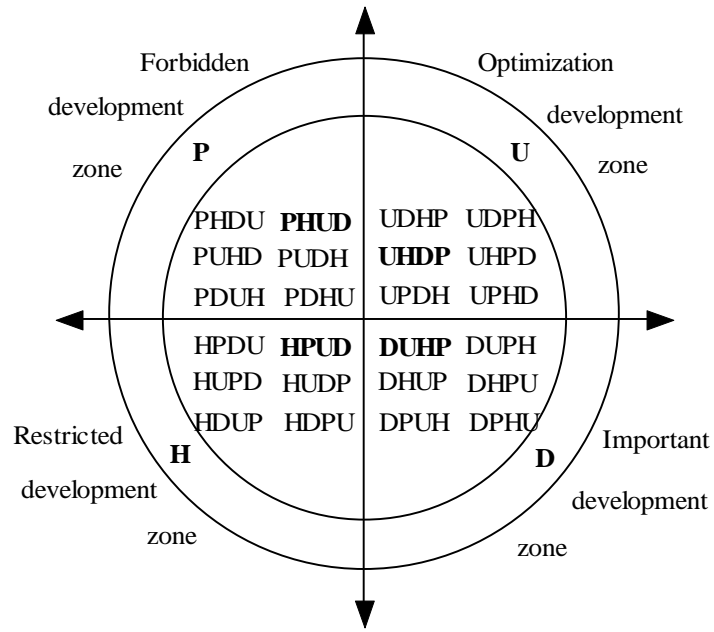 Forbidden
development
zone
Optimization
development
zone
P
U
PHDU PHUD UDHP UDPH
PUHD PUDH UHDP UHPD
PDUH PDHU UPDH UPHD
HPDU HPUD DUHP DUPH
HUPD HUDP DHUP DHPU
HDUP HDPU DPUH DPHU
H
D
Restricted
development
zone
Important
development
zone